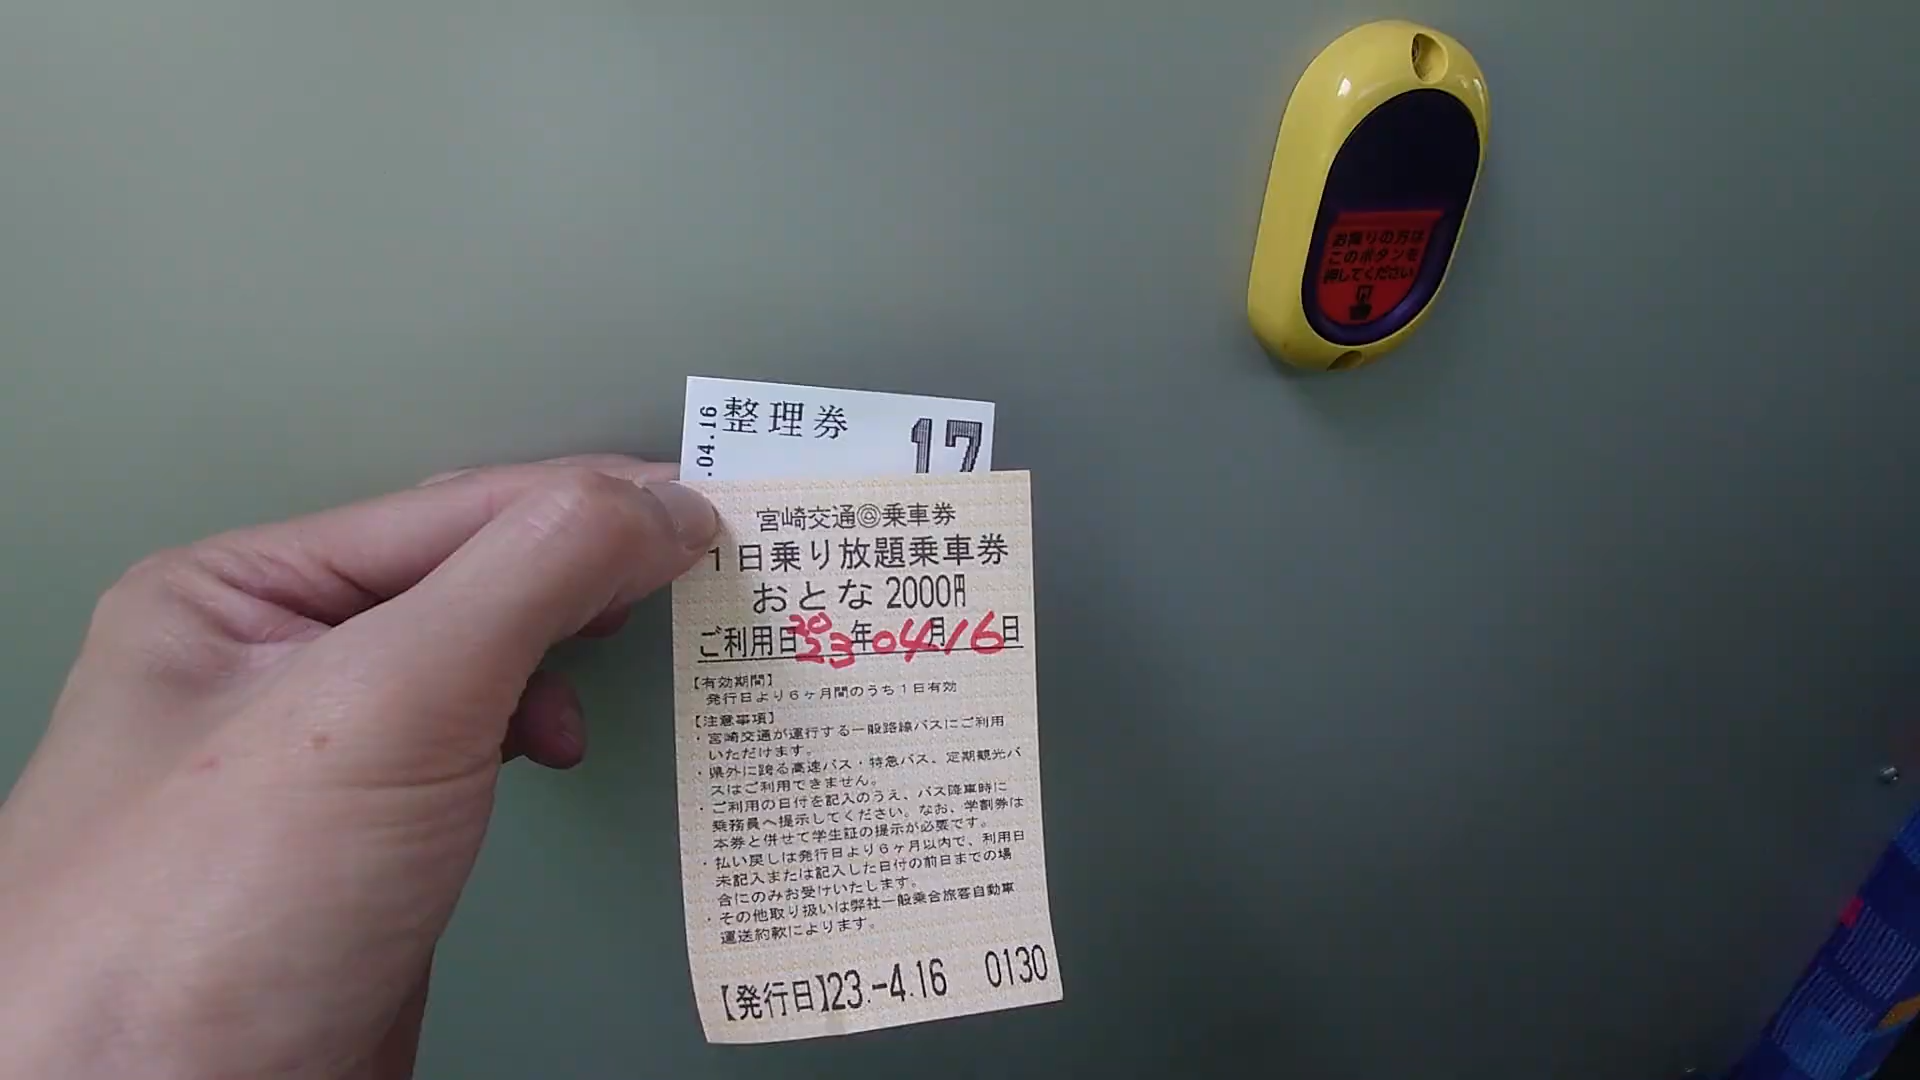 お降りの方は
このボタンを
押してください
.04.16
整理券
17
宮崎交通◎乗車券
1日乗り放題乗車券
おとな2000円
ご利用日2023年04月16日
【有効期間】
発行日より6ヶ月間のうち1日有効
【注意事項】
・宮崎交通が運行する一般路線バスにご利用
いただけます。
・県外に跨る高速バス・特急バス、定期観光バ
スはご利用できません。
・ご利用の日付を記入のうえ、バス降車時に
乗務員へ提示してください。なお、学割券は
本券と併せて学生証の提示が必要です。
・払い戻しは発行日より6ヶ月以内で、利用日
未記入または記入した日付の前日までの場
合にのみお受けいたします。
・その他取り扱いは弊社一般乗合旅客自動車
運送約款によります。
【発行日】23.-4.16 0130